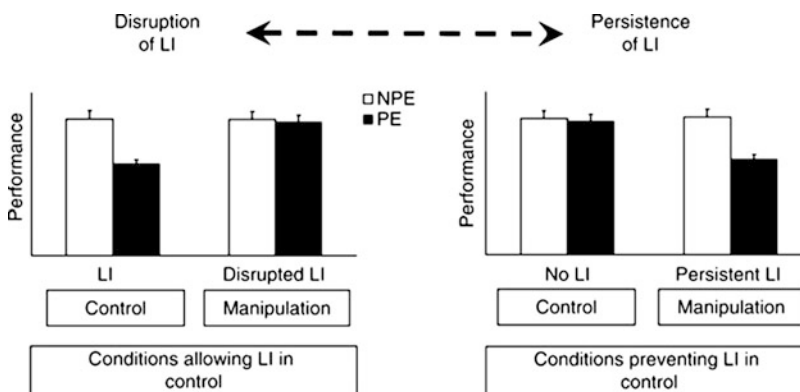 Disruption
of LI
Persistence
of LI
NPE
PE
Performance
LI
Disrupted LI
Control
Manipulation
Conditions allowing LI in
control
Performance
No LI
Persistent LI
Control
Manipulation
Conditions preventing LI in
control